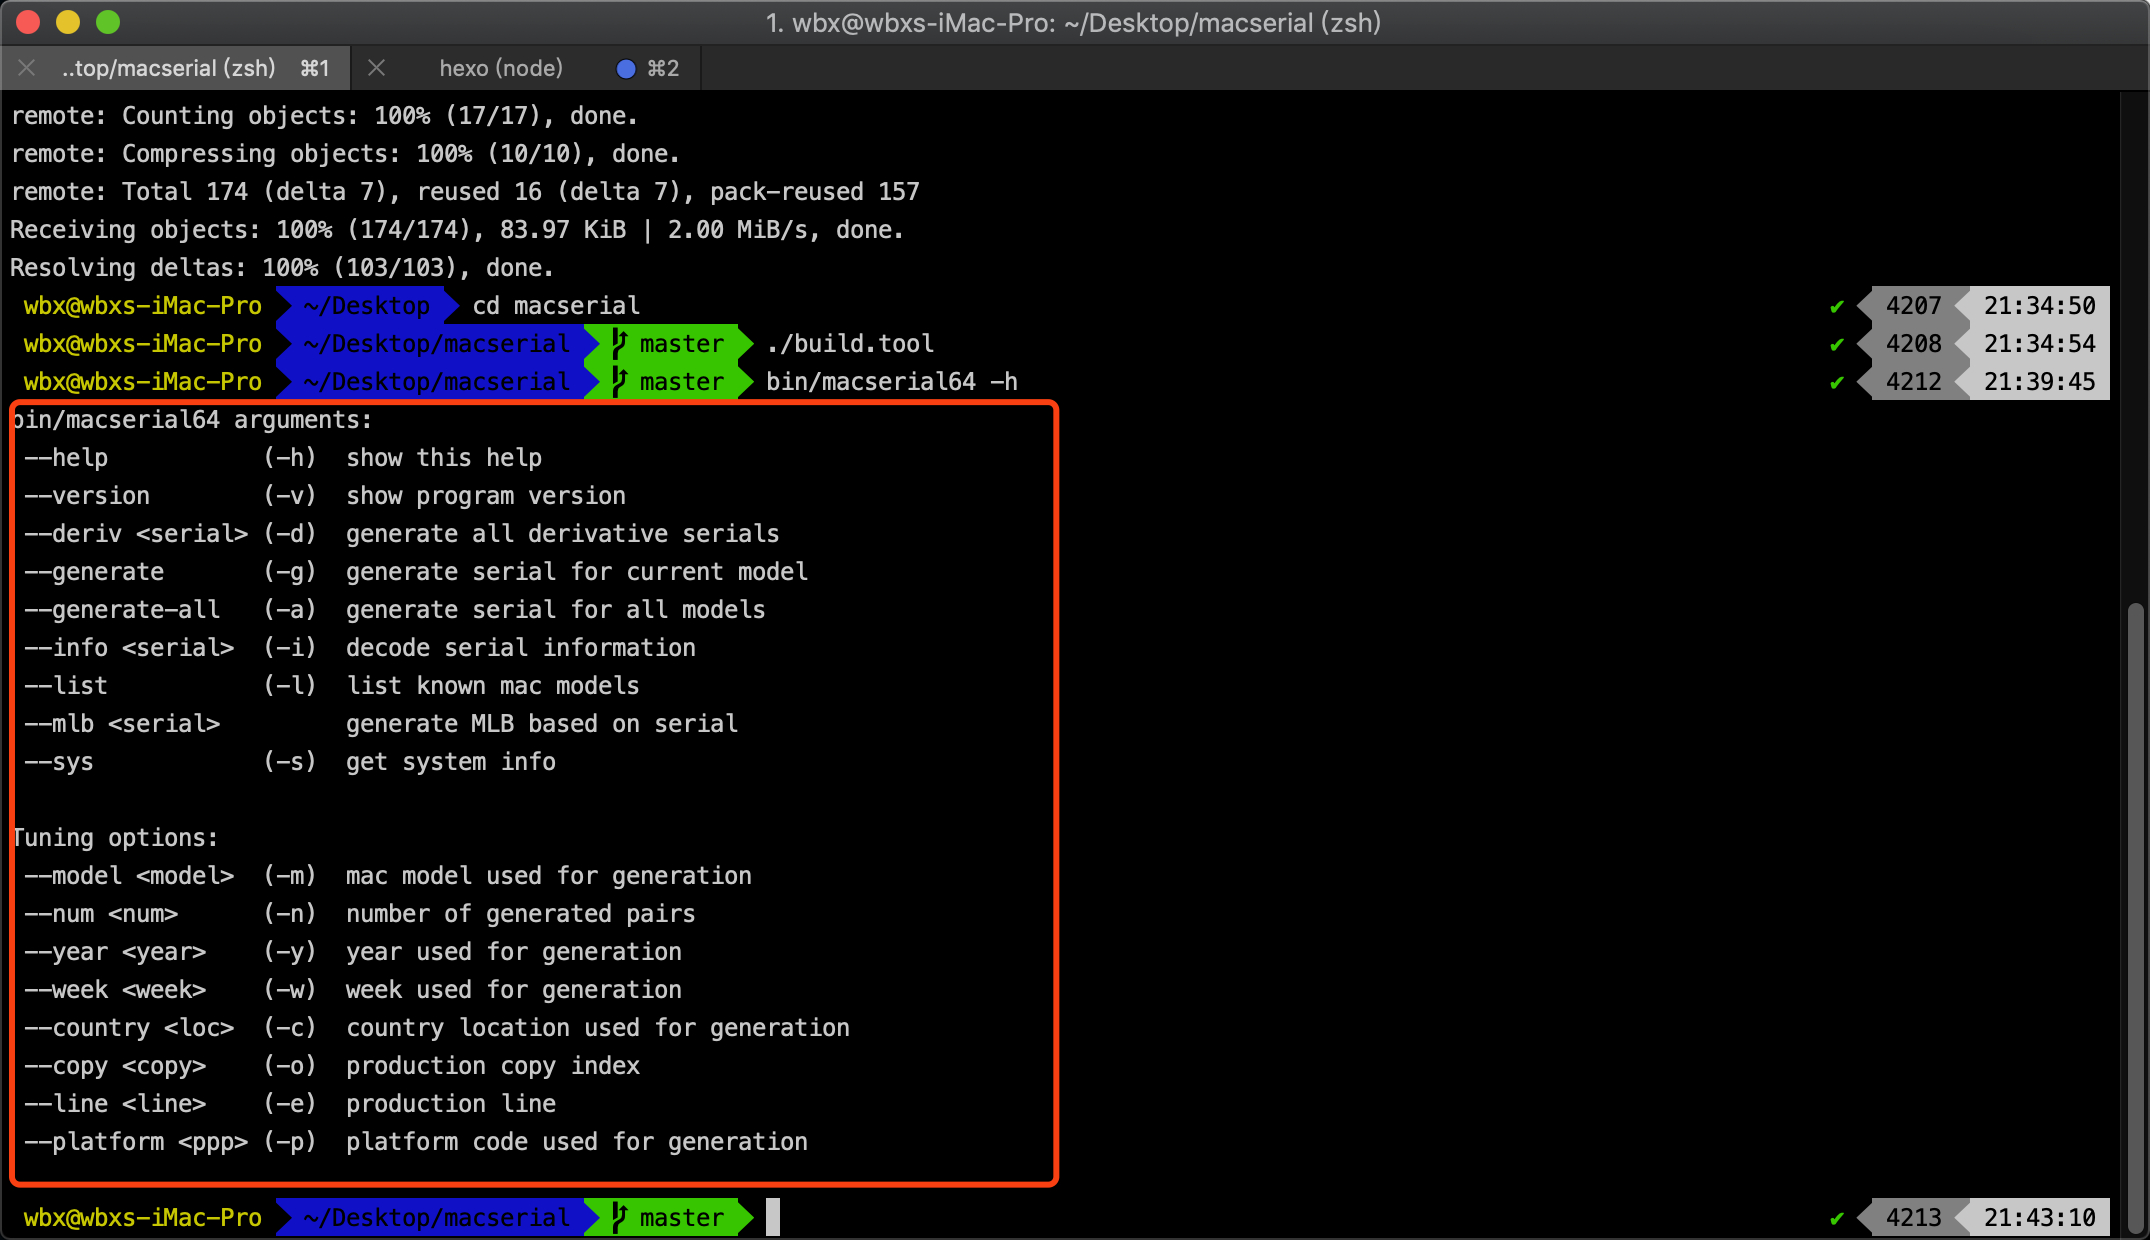 1. wbx@wbxs-iMac-Pro: ~/Desktop/macserial (zsh)
..top/macserial (zsh) ⌘1 hexo (node) ⌘2
remote: Counting objects: 100% (17/17), done.
remote: Compressing objects: 100% (10/10), done.
remote: Total 174 (delta 7), reused 16 (delta 7), pack-reused 157
Receiving objects: 100% (174/174), 83.97 KiB | 2.00 MiB/s, done.
Resolving deltas: 100% (103/103), done.
wbx@wbxs-iMac-Pro ~/Desktop cd macserial ✔ 4207 21:34:50
wbx@wbxs-iMac-Pro ~/Desktop/macserial master ./build.tool ✔ 4208 21:34:54
wbx@wbxs-iMac-Pro ~/Desktop/macserial master bin/macserial64 -h ✔ 4212 21:39:45
bin/macserial64 arguments:
--help (-h) show this help
--version (-v) show program version
--deriv <serial> (-d) generate all derivative serials
--generate (-g) generate serial for current model
--generate-all (-a) generate serial for all models
--info <serial> (-i) decode serial information
--list (-l) list known mac models
--mlb <serial> generate MLB based on serial
--sys (-s) get system info
Tuning options:
--model <model> (-m) mac model used for generation
--num <num> (-n) number of generated pairs
--year <year> (-y) year used for generation
--week <week> (-w) week used for generation
--country <loc> (-c) country location used for generation
--copy <copy> (-o) production copy index
--line <line> (-e) production line
--platform <ppp> (-p) platform code used for generation
wbx@wbxs-iMac-Pro ~/Desktop/macserial master ✔ 4213 21:43:10